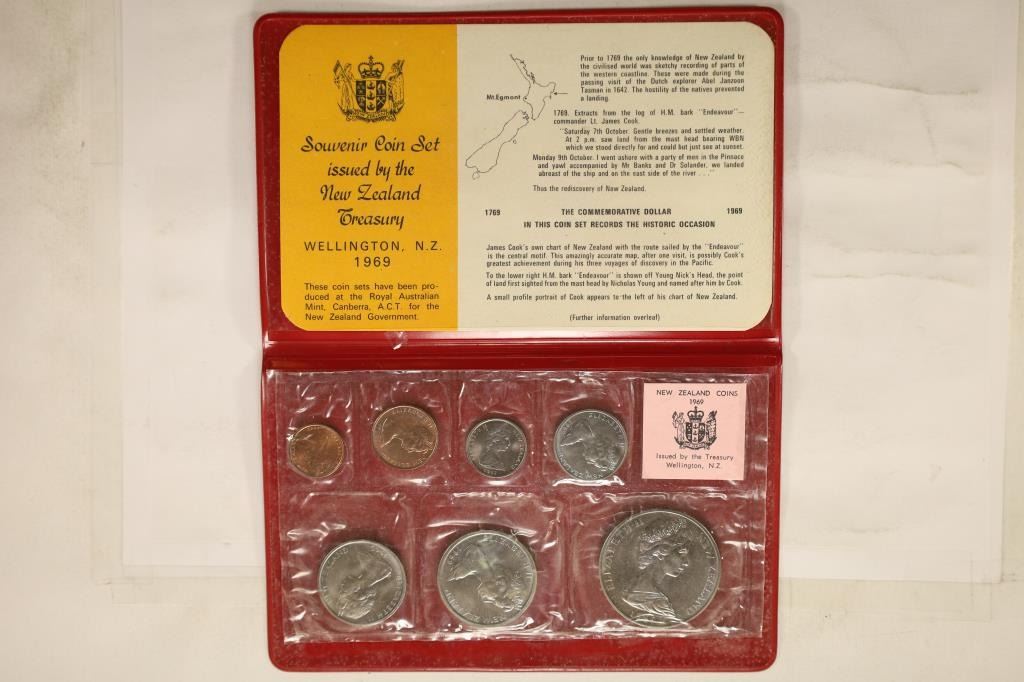 Souvenir Coin Set
issued by the
New Zealand
Treasury
WELLINGTON, N.Z.
1969
These coin sets have been pro-
duced at the Royal Australian
Mint, Canberra, A.C.T. for the
New Zealand Government.
Mt.Egmont
Prior to 1769 the only knowledge of New Zealand by
the civilised world was sketchy recording of parts of
the western coastline. These were made during the
passing visit of the Dutch explorer Abel Janzoon
Tasman in 1642. The hostility of the natives prevented
a landing.
1769. Extracts from the log of H.M. bark "Endeavour"—
commander Lt. James Cook.
"Saturday 7th October. Gentle breezes and settled weather.
At 2 p.m. saw land from the mast head bearing WBN
which we stood directly for and could but just see at sunset.
Monday 9th October. I went ashore with a party of men in the Pinnace
and yawl accompanied by Mr Banks and Dr Solander, we landed
abreast of the ship and on the east side of the river . . ."
Thus the rediscovery of New Zealand.
1769 THE COMMEMORATIVE DOLLAR 1969
IN THIS COIN SET RECORDS THE HISTORIC OCCASION
James Cook's own chart of New Zealand with the route sailed by the "Endeavour"
is the central motif. This amazingly accurate map, after one visit, is possibly Cook's
greatest achievement during his three voyages of discovery in the Pacific.
To the lower right H.M. bark "Endeavour" is shown off Young Nick's Head, the point
of land first sighted from the mast head by Nicholas Young and named after him by Cook.
A small profile portrait of Cook appears to the left of his chart of New Zealand.
(Further information overleaf)
NEW ZEALAND COINS
1969
Issued by the Treasury
Wellington, N.Z.
ELIZABETH II